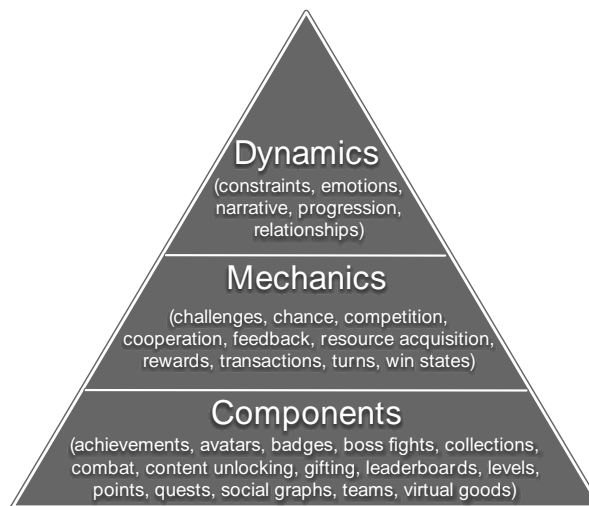 Dynamics
(constraints, emotions,
narrative, progression,
relationships)
Mechanics
(challenges, chance, competition,
cooperation, feedback, resource acquisition,
rewards, transactions, turns, win states)
Components
(achievements, avatars, badges, boss fights, collections,
combat, content unlocking, gifting, leaderboards, levels,
points, quests, social graphs, teams, virtual goods)